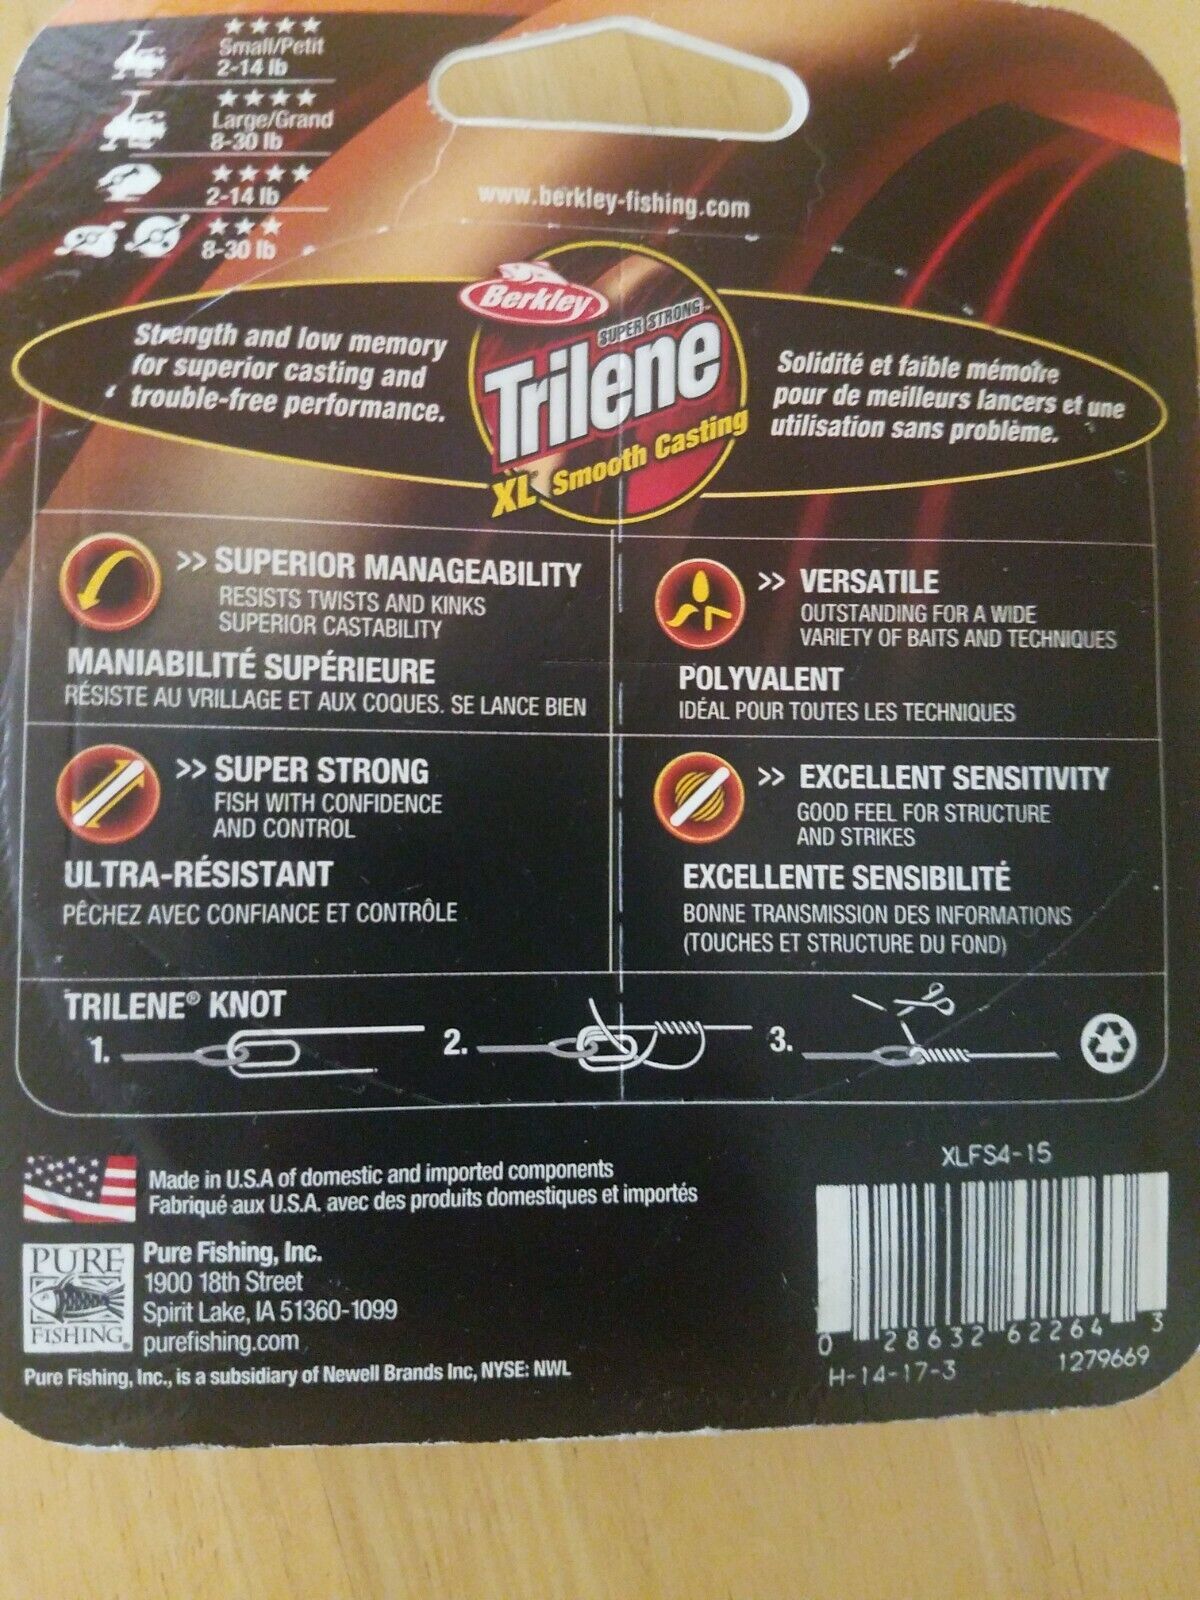 ★★★★
Small/Petit
2-14 lb
★★★★
Large/Grand
8-30 lb
★★★★
2-14 lb
★★★
8-30 lb
www.berkley-fishing.com
Strength and low memory
for superior casting and
trouble-free performance.
Berkley
SUPER STRONG™
Trilene
XL Smooth Casting
Solidité et faible mémoire
pour de meilleurs lancers et une
utilisation sans problème.
>> SUPERIOR MANAGEABILITY
RESISTS TWISTS AND KINKS
SUPERIOR CASTABILITY
MANIABILITÉ SUPÉRIEURE
RÉSISTE AU VRILLAGE ET AUX COQUES. SE LANCE BIEN
>> VERSATILE
OUTSTANDING FOR A WIDE
VARIETY OF BAITS AND TECHNIQUES
POLYVALENT
IDÉAL POUR TOUTES LES TECHNIQUES
>> SUPER STRONG
FISH WITH CONFIDENCE
AND CONTROL
ULTRA-RÉSISTANT
PÊCHEZ AVEC CONFIANCE ET CONTRÔLE
>> EXCELLENT SENSITIVITY
GOOD FEEL FOR STRUCTURE
AND STRIKES
EXCELLENTE SENSIBILITÉ
BONNE TRANSMISSION DES INFORMATIONS
(TOUCHES ET STRUCTURE DU FOND)
TRILENE® KNOT
1. 2. 3.
Made in U.S.A of domestic and imported components
Fabriqué aux U.S.A. avec des produits domestiques et importés
PURE
FISHING®
Pure Fishing, Inc.
1900 18th Street
Spirit Lake, IA 51360-1099
purefishing.com
Pure Fishing, Inc., is a subsidiary of Newell Brands Inc, NYSE: NWL
XLFS4-15
0 28632 62264 3
H-14-17-3 1279669